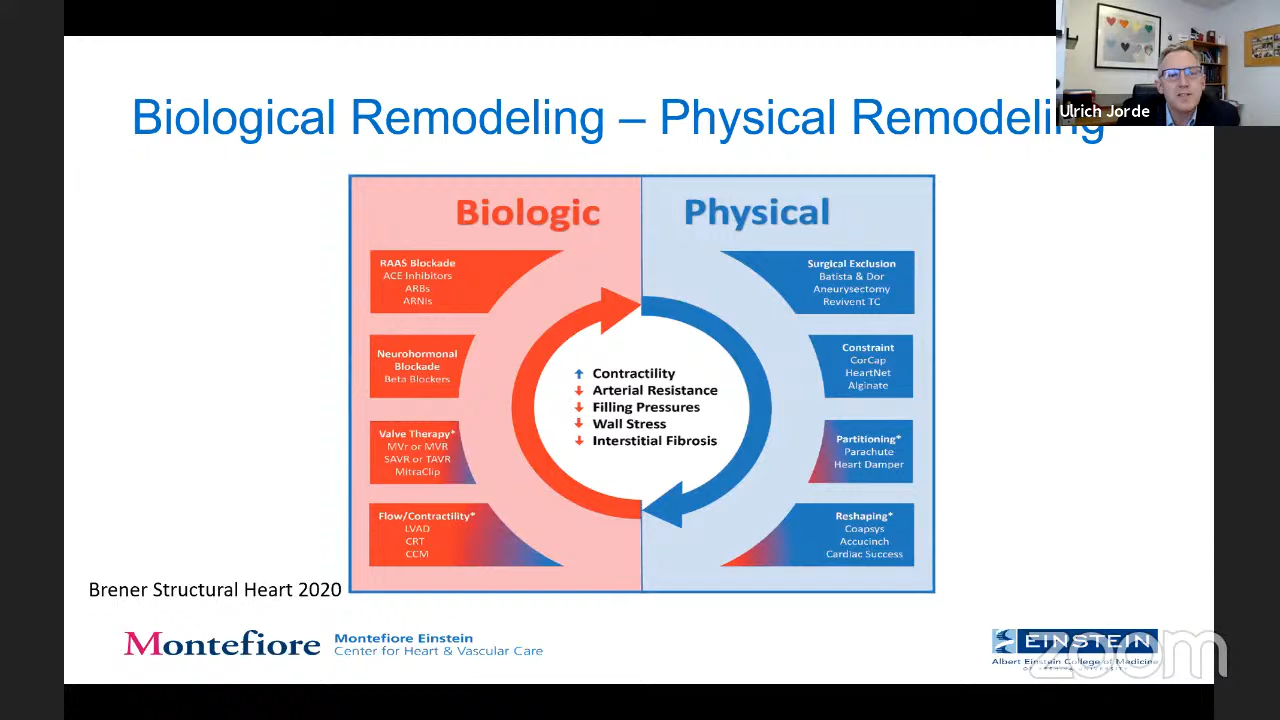 Biological Remodeling – Physical Remodeling
Ulrich Jorde
Biologic
Physical
RAAS Blockade
ACE Inhibitors
ARBs
ARNIs
Neurohormonal
Blockade
Beta Blockers
Valve Therapy*
MVr or MVR
SAVR or TAVR
MitraClip
Flow/Contractility*
LVAD
CRT
CCM
Contractility
Arterial Resistance
Filling Pressures
Wall Stress
Interstitial Fibrosis
Surgical Exclusion
Batista & Dor
Aneurysectomy
Revivent TC
Constraint
CorCap
HeartNet
Alginate
Partitioning*
Parachute
Heart Damper
Reshaping*
Coapsys
Accucinch
Cardiac Success
Brener Structural Heart 2020
Montefiore
Montefiore Einstein
Center for Heart & Vascular Care
EINSTEIN
Albert Einstein College of Medicine
OF YESHIVA UNIVERSITY
zoom